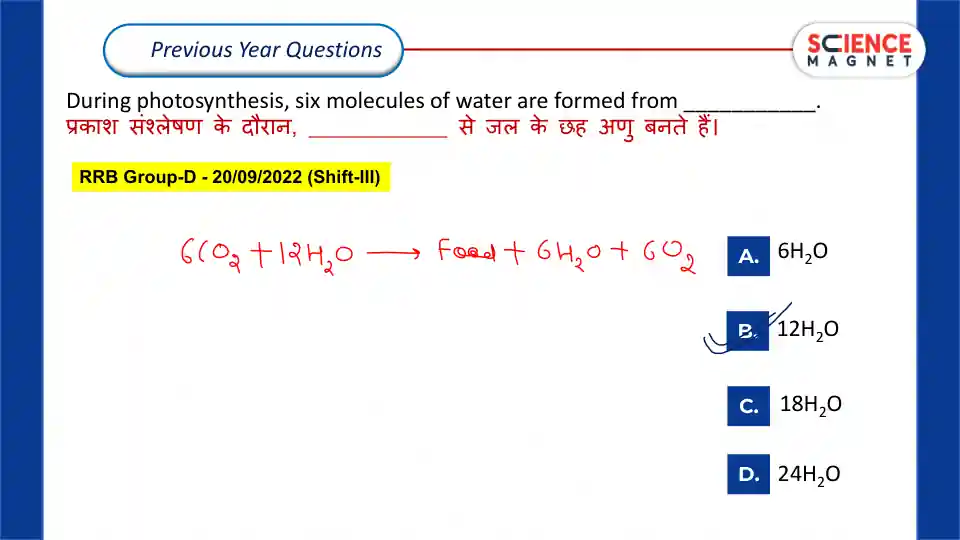 Previous Year Questions
SCIENCE
MAGNET
During photosynthesis, six molecules of water are formed from ____________.
प्रकाश संश्लेषण के दौरान, ____________ से जल के छह अणु बनते हैं।
RRB Group-D - 20/09/2022 (Shift-III)
6CO₂ + 12H₂O ⟶ Food + 6H₂O + 6O₂
A. 6H₂O
B. 12H₂O
C. 18H₂O
D. 24H₂O